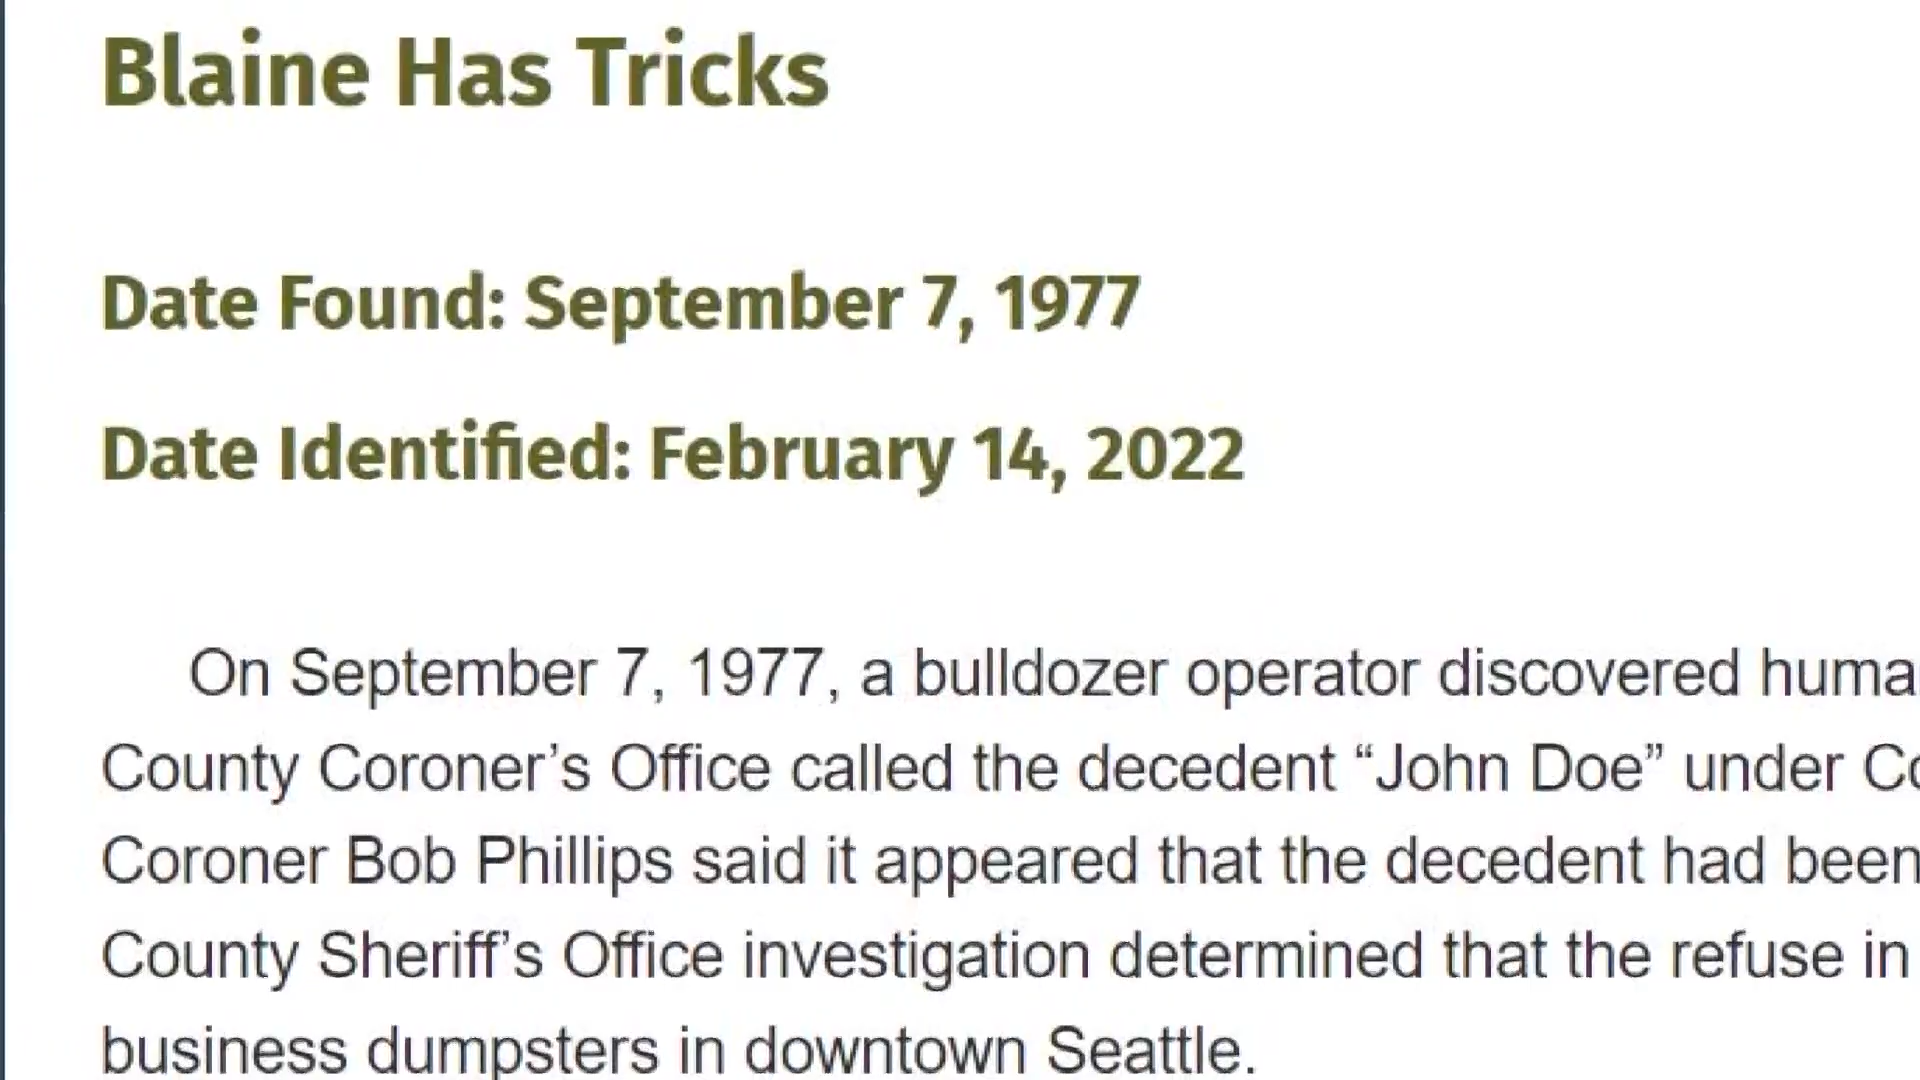 Blaine Has Tricks
Date Found: September 7, 1977
Date Identified: February 14, 2022
On September 7, 1977, a bulldozer operator discovered huma
County Coroner’s Office called the decedent “John Doe” under Co
Coroner Bob Phillips said it appeared that the decedent had been
County Sheriff’s Office investigation determined that the refuse in
business dumpsters in downtown Seattle.